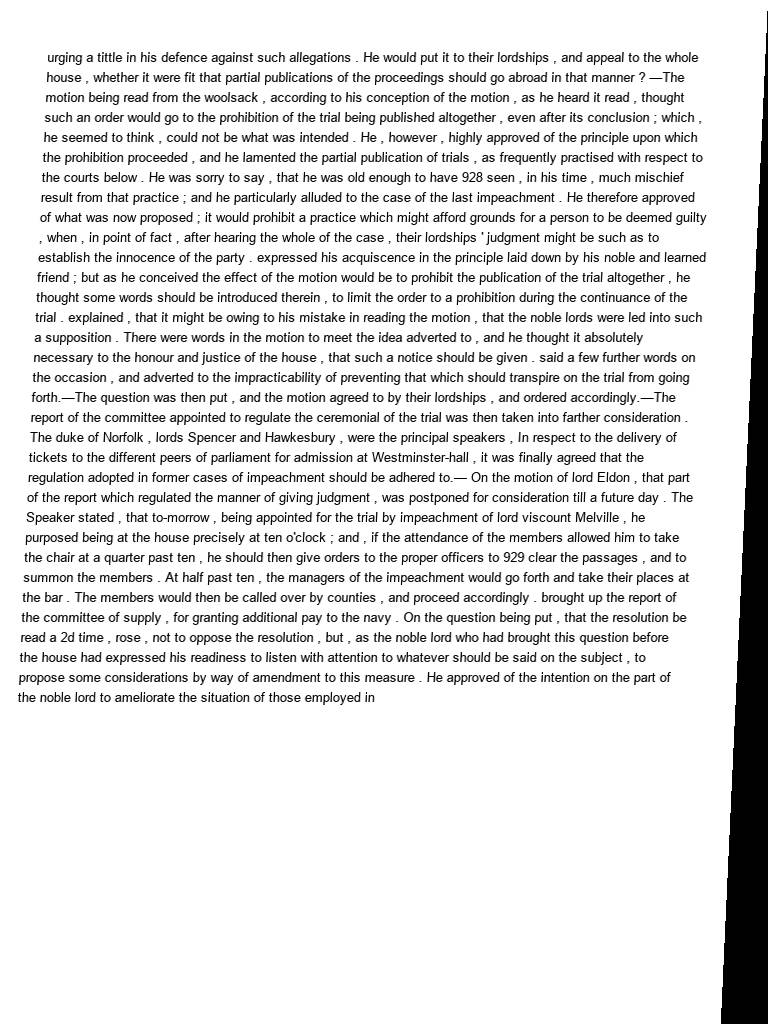 urging a tittle in his defence against such allegations . He would put it to their lordships , and appeal to the whole
house , whether it were fit that partial publications of the proceedings should go abroad in that manner ? —The
motion being read from the woolsack , according to his conception of the motion , as he heard it read , thought
such an order would go to the prohibition of the trial being published altogether , even after its conclusion ; which ,
he seemed to think , could not be what was intended . He , however , highly approved of the principle upon which
the prohibition proceeded , and he lamented the partial publication of trials , as frequently practised with respect to
the courts below . He was sorry to say , that he was old enough to have 928 seen , in his time , much mischief
result from that practice ; and he particularly alluded to the case of the last impeachment . He therefore approved
of what was now proposed ; it would prohibit a practice which might afford grounds for a person to be deemed guilty
, when , in point of fact , after hearing the whole of the case , their lordships ' judgment might be such as to
establish the innocence of the party . expressed his acquiscence in the principle laid down by his noble and learned
friend ; but as he conceived the effect of the motion would be to prohibit the publication of the trial altogether , he
thought some words should be introduced therein , to limit the order to a prohibition during the continuance of the
trial . explained , that it might be owing to his mistake in reading the motion , that the noble lords were led into such
a supposition . There were words in the motion to meet the idea adverted to , and he thought it absolutely
necessary to the honour and justice of the house , that such a notice should be given . said a few further words on
the occasion , and adverted to the impracticability of preventing that which should transpire on the trial from going
forth.—The question was then put , and the motion agreed to by their lordships , and ordered accordingly.—The
report of the committee appointed to regulate the ceremonial of the trial was then taken into farther consideration .
The duke of Norfolk , lords Spencer and Hawkesbury , were the principal speakers , In respect to the delivery of
tickets to the different peers of parliament for admission at Westminster-hall , it was finally agreed that the
regulation adopted in former cases of impeachment should be adhered to.— On the motion of lord Eldon , that part
of the report which regulated the manner of giving judgment , was postponed for consideration till a future day . The
Speaker stated , that to-morrow , being appointed for the trial by impeachment of lord viscount Melville , he
purposed being at the house precisely at ten o'clock ; and , if the attendance of the members allowed him to take
the chair at a quarter past ten , he should then give orders to the proper officers to 929 clear the passages , and to
summon the members . At half past ten , the managers of the impeachment would go forth and take their places at
the bar . The members would then be called over by counties , and proceed accordingly . brought up the report of
the committee of supply , for granting additional pay to the navy . On the question being put , that the resolution be
read a 2d time , rose , not to oppose the resolution , but , as the noble lord who had brought this question before
the house had expressed his readiness to listen with attention to whatever should be said on the subject , to
propose some considerations by way of amendment to this measure . He approved of the intention on the part of
the noble lord to ameliorate the situation of those employed in